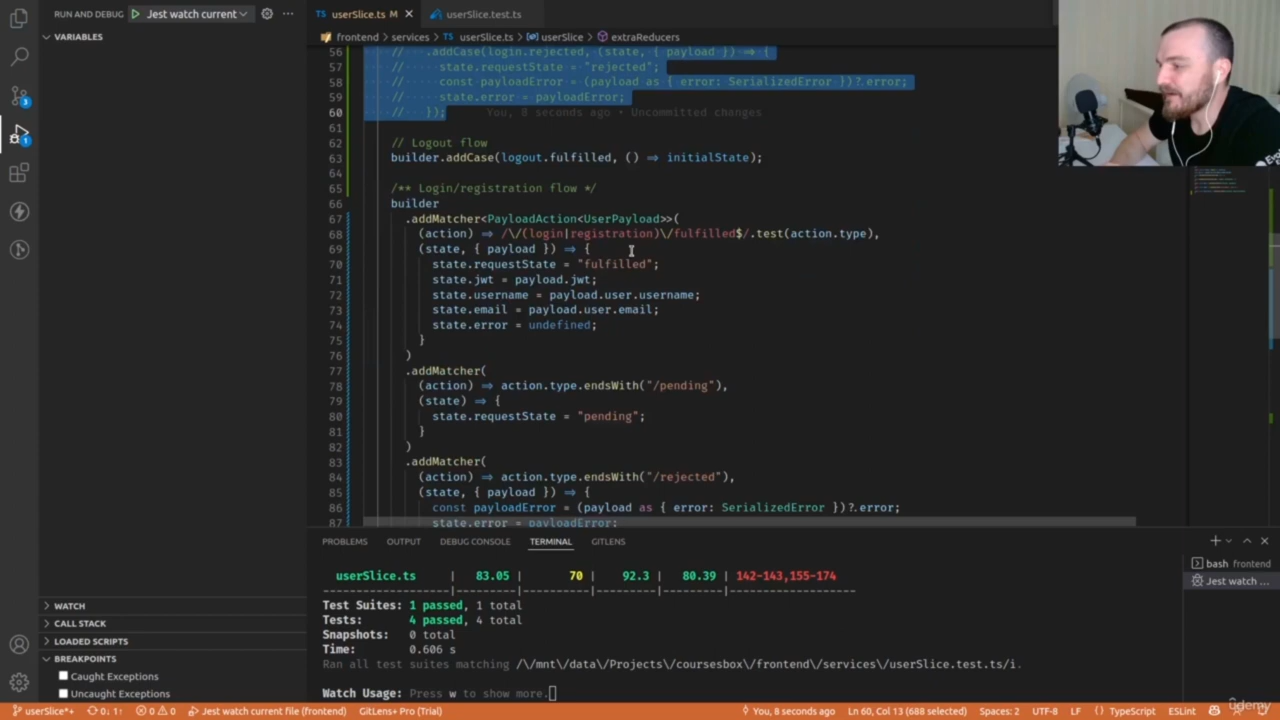 RUN AND DEBUG
Jest watch current
userSlice.ts M
userSlice.test.ts
VARIABLES
frontend > services > userSlice.ts > userSlice > extraReducers
56 // .addCase(login.rejected, (state, { payload }) => {
57 // state.requestState = "rejected";
58 // const payloadError = (payload as { error: SerializedError })?.error;
59 // state.error = payloadError;
60 // }); You, 8 seconds ago • Uncommitted changes
61
62 // Logout flow
63 builder.addCase(logout.fulfilled, () => initialState);
64
65 /** Login/registration flow */
66 builder
67 .addMatcher<PayloadAction<UserPayload>>(
68 (action) => /\/(login|registration)\/fulfilled$/.test(action.type),
69 (state, { payload }) => {
70 state.requestState = "fulfilled";
71 state.jwt = payload.jwt;
72 state.username = payload.user.username;
73 state.email = payload.user.email;
74 state.error = undefined;
75 }
76 )
77 .addMatcher(
78 (action) => action.type.endsWith("/pending"),
79 (state) => {
80 state.requestState = "pending";
81 }
82 )
83 .addMatcher(
84 (action) => action.type.endsWith("/rejected"),
85 (state, { payload }) => {
86 const payloadError = (payload as { error: SerializedError })?.error;
87 state.error = payloadError;
PROBLEMS OUTPUT DEBUG CONSOLE TERMINAL GITLENS
bash frontend
Jest watch ...
userSlice.ts | 83.05 | 70 | 92.3 | 80.39 | 142-143,155-174
Test Suites: 1 passed, 1 total
Tests: 4 passed, 4 total
Snapshots: 0 total
Time: 0.606 s
Ran all test suites matching /\/mnt\/data\/Projects\/coursesbox\/frontend\/services\/userSlice.test.ts/i.
Watch Usage: Press w to show more.
WATCH
CALL STACK
LOADED SCRIPTS
BREAKPOINTS
Caught Exceptions
Uncaught Exceptions
userSlice*+ 0↓ 1↑ 0 0 Jest watch current file (frontend) GitLens+ Pro (Trial) You, 8 seconds ago Ln 60, Col 13 (688 selected) Spaces: 2 UTF-8 LF {} TypeScript ESLint
udemy